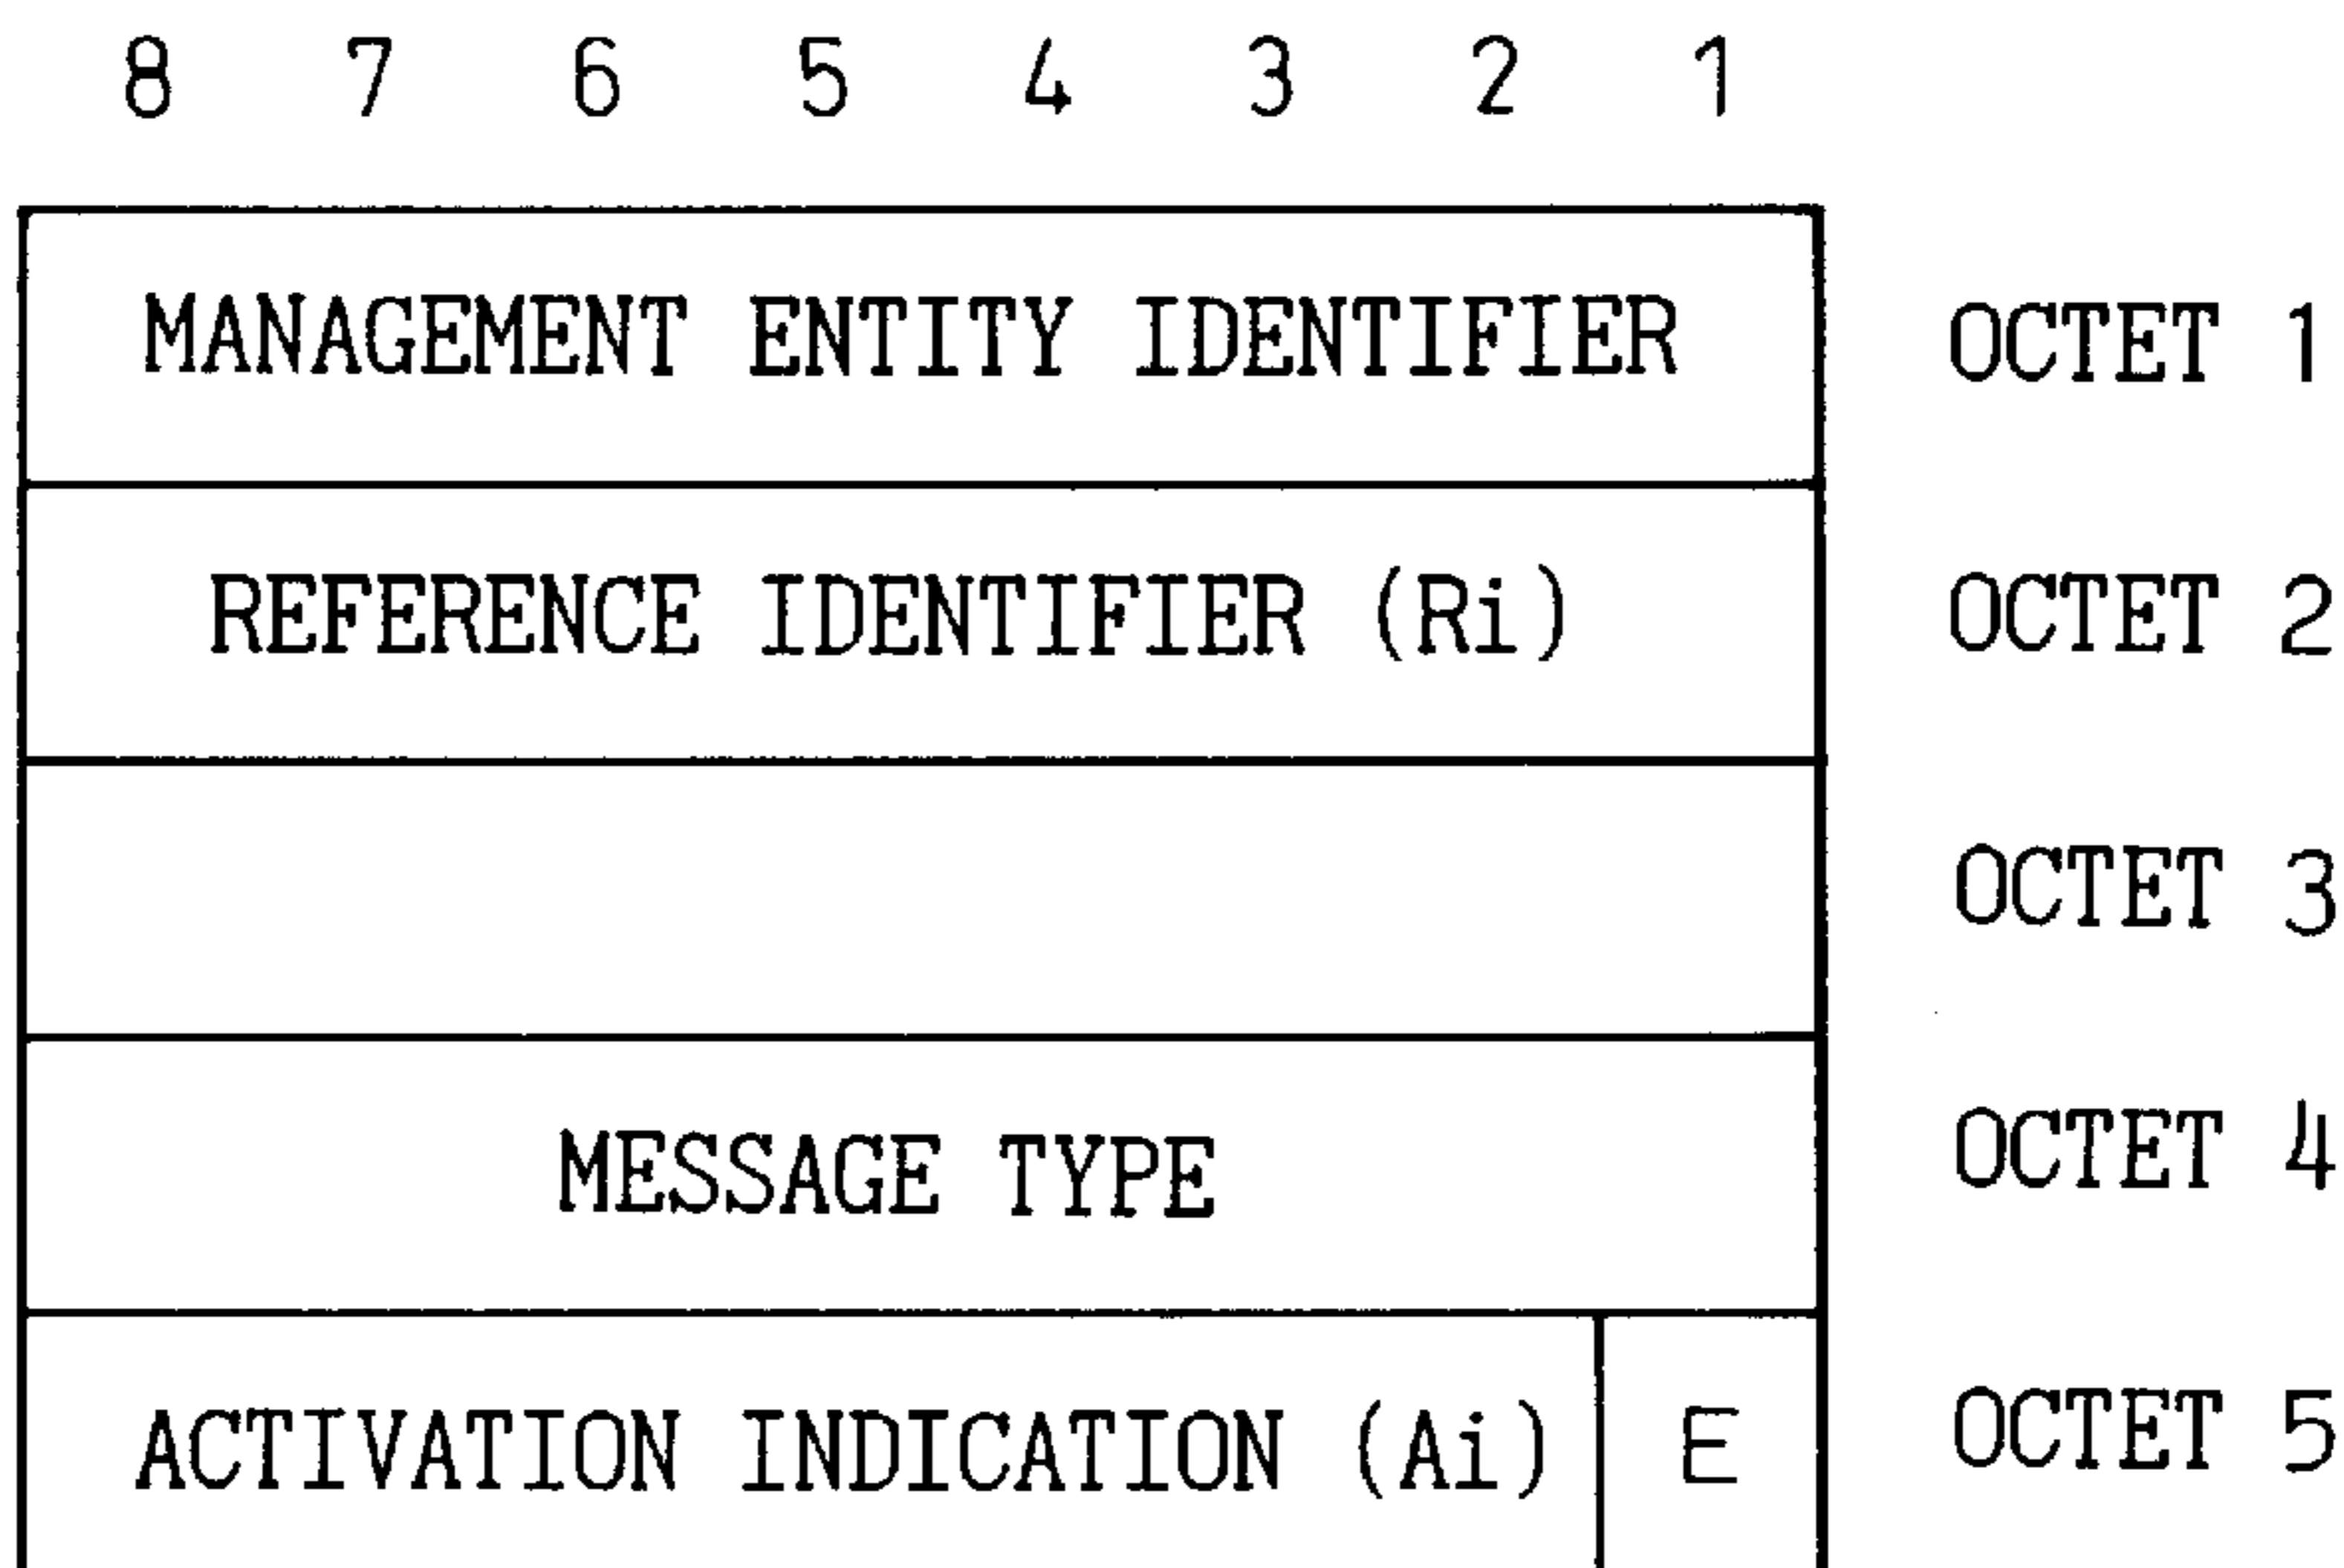 8 7 6 5 4 3 2 1
MANAGEMENT ENTITY IDENTIFIER OCTET 1
REFERENCE IDENTIFIER (Ri) OCTET 2
OCTET 3
MESSAGE TYPE OCTET 4
ACTIVATION INDICATION (Ai) E OCTET 5